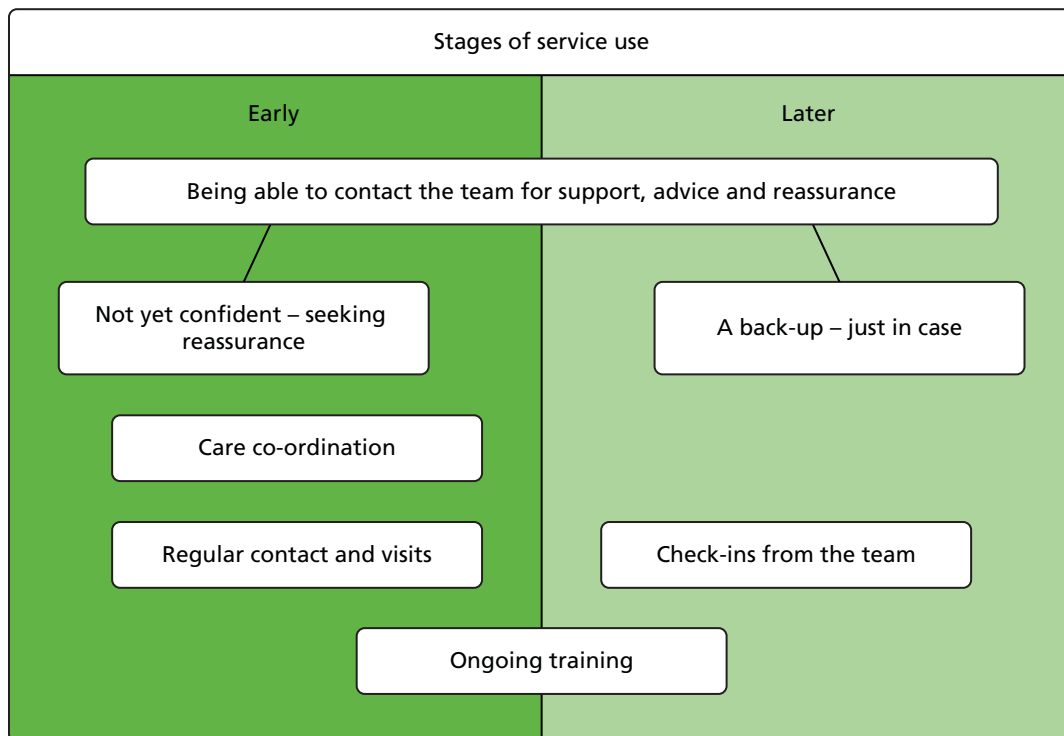 Stages of service use
Early
Later
Being able to contact the team for support, advice and reassurance
Not yet confident – seeking
reassurance
A back-up – just in case
Care co-ordination
Regular contact and visits
Check-ins from the team
Ongoing training